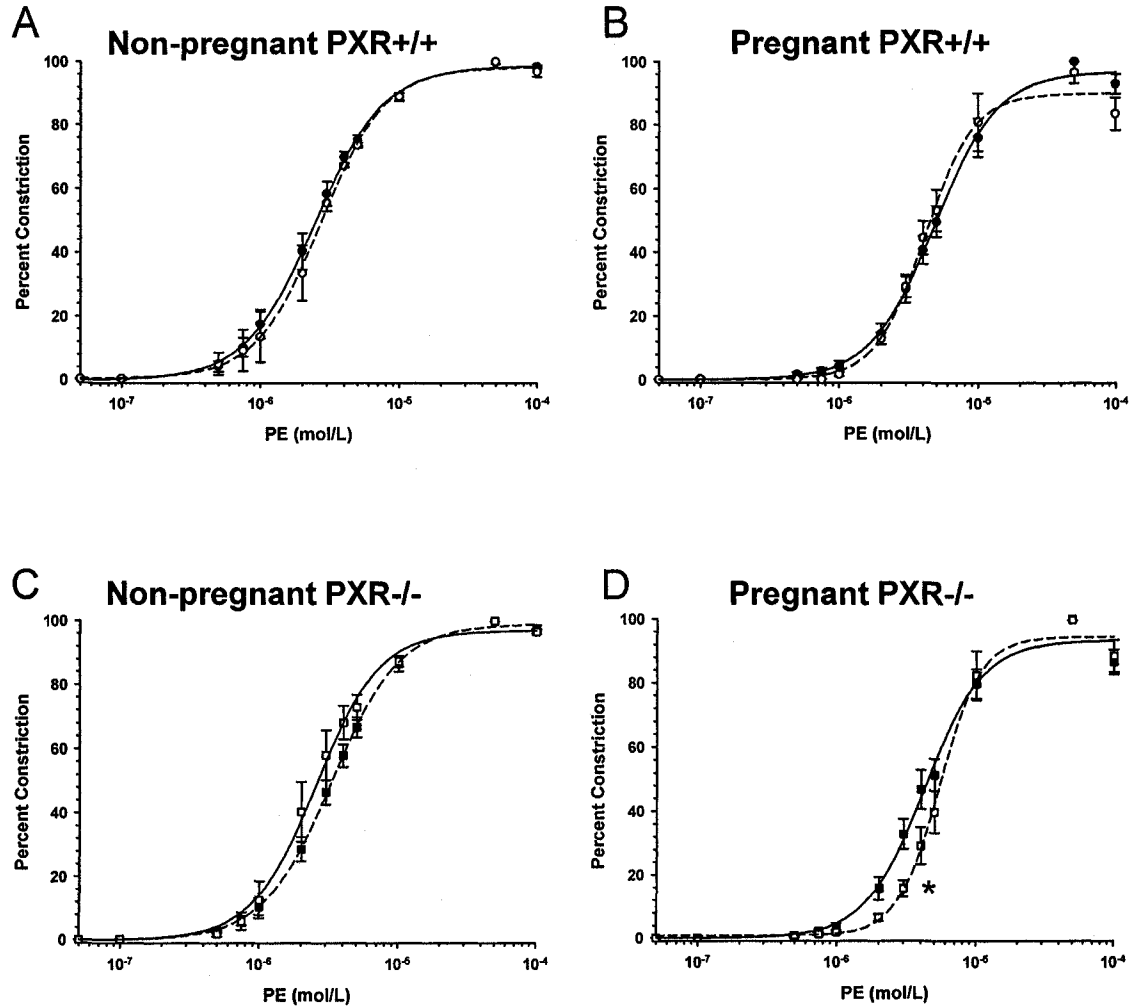 A
Non-pregnant PXR+/+
100
80
60
40
20
0
Percent Constriction
10-7
10-6
10-5
10-4
PE (mol/L)
B
Pregnant PXR+/+
100
80
60
40
20
0
Percent Constriction
10-7
10-6
10-5
10-4
PE (mol/L)
C
Non-pregnant PXR-/-
100
80
60
40
20
0
Percent Constriction
10-7
10-6
10-5
10-4
PE (mol/L)
D
Pregnant PXR-/-
100
80
60
40
20
0
Percent Constriction
*
10-7
10-6
10-5
10-4
PE (mol/L)